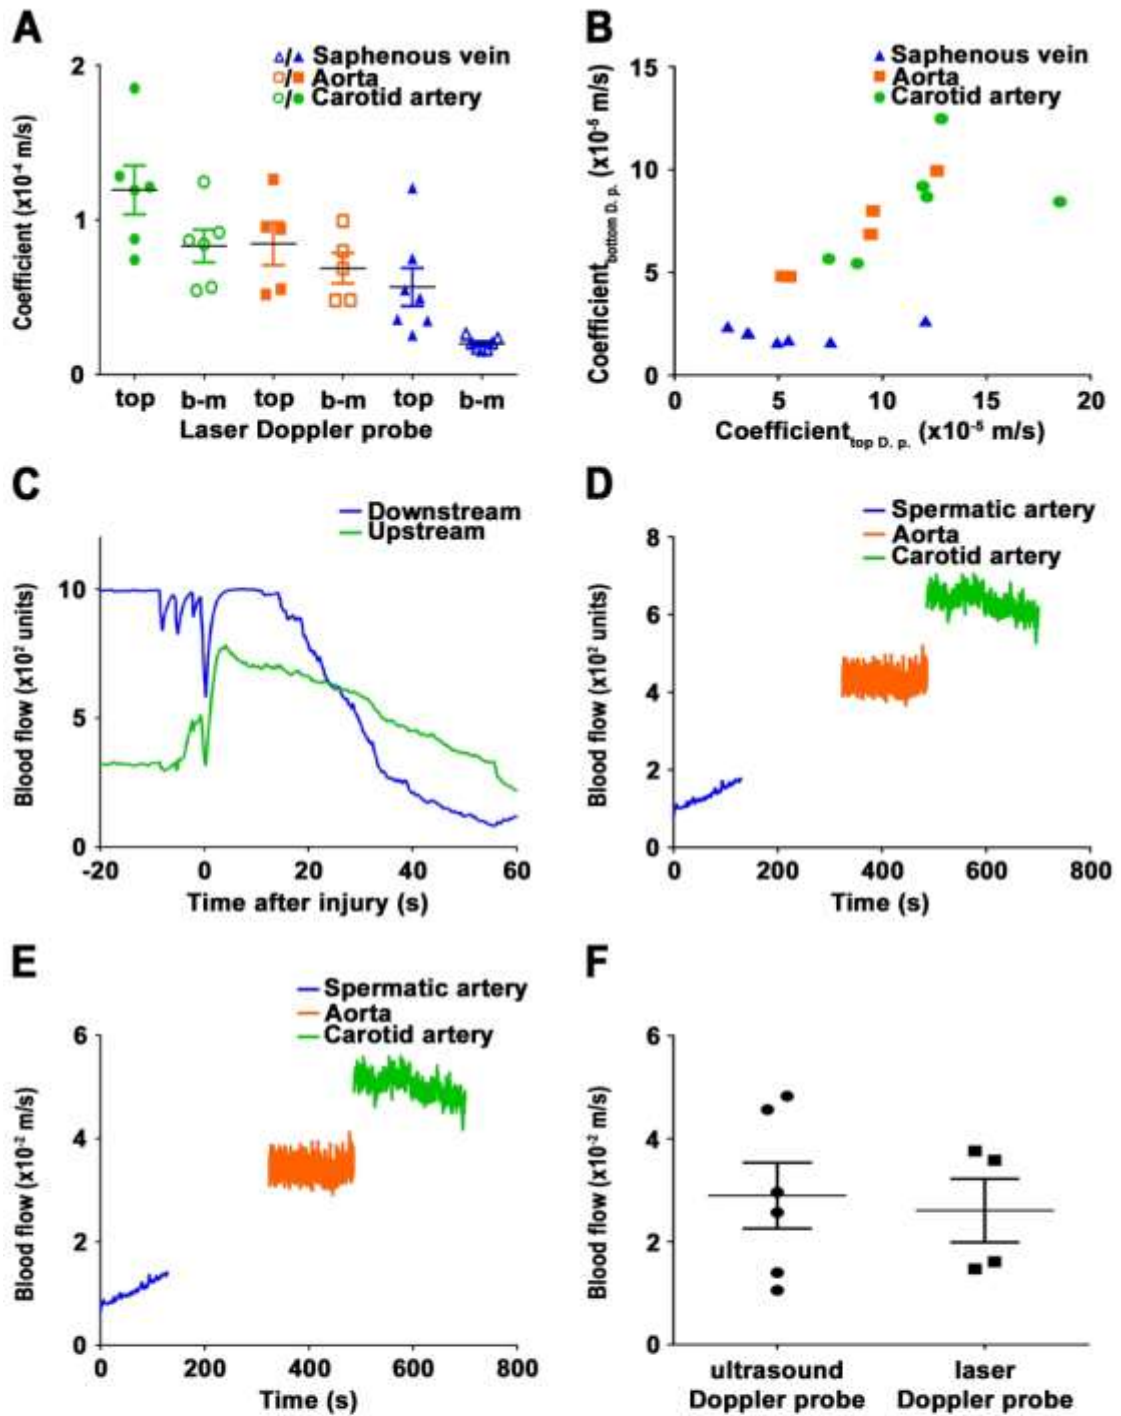 A
△/▲ Saphenous vein
□/■ Aorta
○/● Carotid artery
Coefficient (x10⁻⁴ m/s)
2
1
0
top b-m top b-m top b-m
Laser Doppler probe
B
Saphenous vein
Aorta
Carotid artery
Coefficient bottom D. p. (x10⁻⁵ m/s)
15
10
5
0
0 5 10 15 20
Coefficient top D. p. (x10⁻⁵ m/s)
C
Downstream
Upstream
Blood flow (x10² units)
10
5
0
-20 0 20 40 60
Time after injury (s)
D
Spermatic artery
Aorta
Carotid artery
Blood flow (x10² units)
8
6
4
2
0
0 200 400 600 800
Time (s)
E
Spermatic artery
Aorta
Carotid artery
Blood flow (x10⁻² m/s)
6
4
2
0
0 200 400 600 800
Time (s)
F
Blood flow (x10⁻² m/s)
6
4
2
0
ultrasound laser
Doppler probe Doppler probe